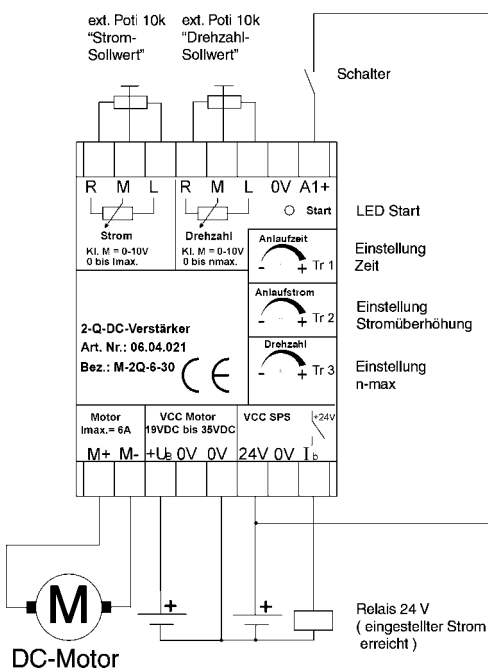 ext. Poti 10k
"Strom-
Sollwert"
ext. Poti 10k
"Drehzahl-
Sollwert"
Schalter
R M L R M L 0V A1+
Start
LED Start
Strom
Kl. M = 0-10V
0 bis Imax.
Drehzahl
Kl. M = 0-10V
0 bis nmax.
Anlaufzeit
- + Tr 1
Einstellung
Zeit
Anlaufstrom
- + Tr 2
Einstellung
Stromüberhöhung
Drehzahl
- + Tr 3
Einstellung
n-max
2-Q-DC-Verstärker
Art. Nr.: 06.04.021
Bez.: M-2Q-6-30
CE
Motor
Imax.= 6A
VCC Motor
19VDC bis 35VDC
VCC SPS
+24V
M+ M- +UB 0V 0V 24V 0V Ib
+
+
M
DC-Motor
Relais 24 V
( eingestellter Strom
erreicht )